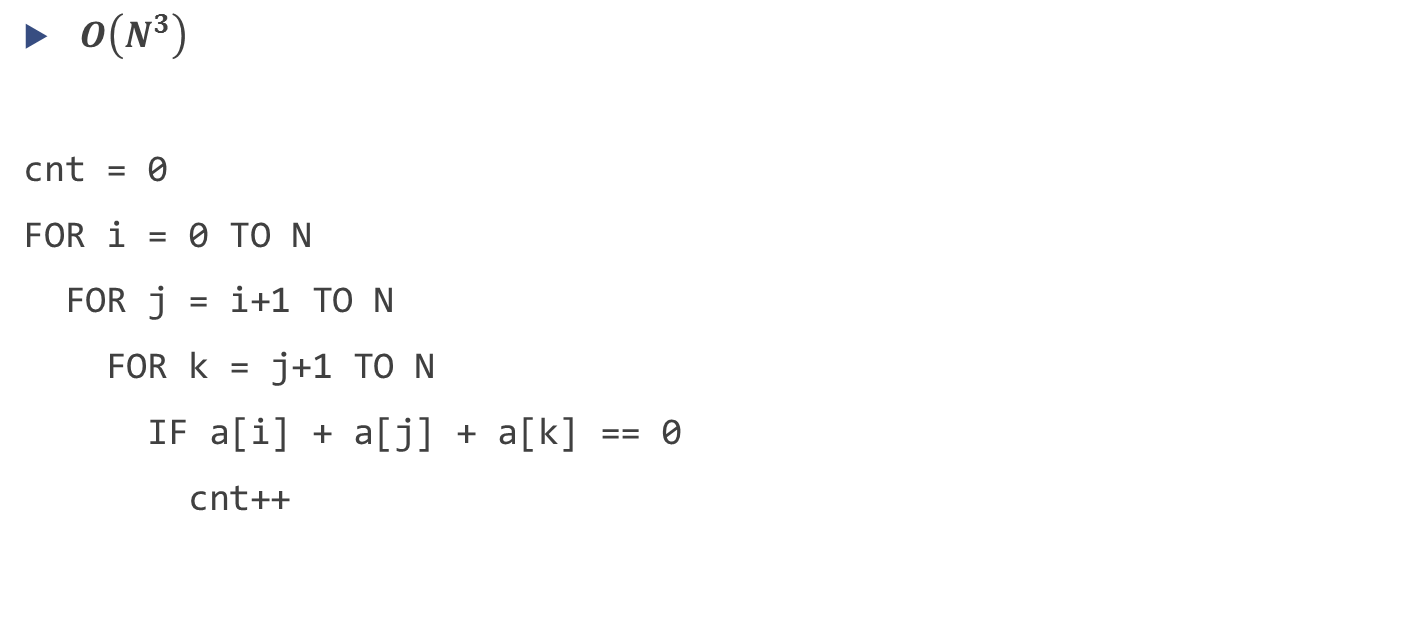 ▶ O(N³)
cnt = 0
FOR i = 0 TO N
  FOR j = i+1 TO N
    FOR k = j+1 TO N
      IF a[i] + a[j] + a[k] == 0
        cnt++